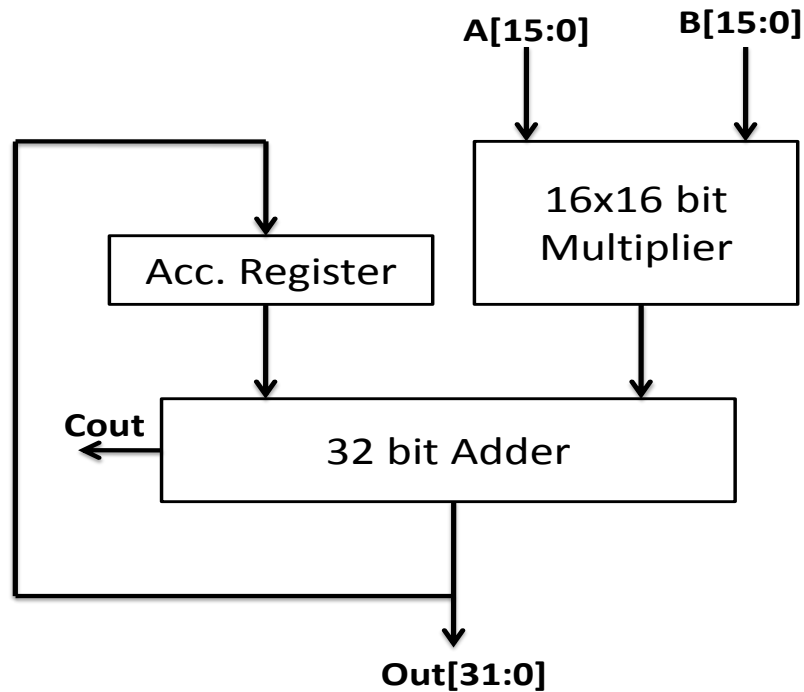 A[15:0]
B[15:0]
16x16 bit
Multiplier
Acc. Register
Cout
32 bit Adder
Out[31:0]